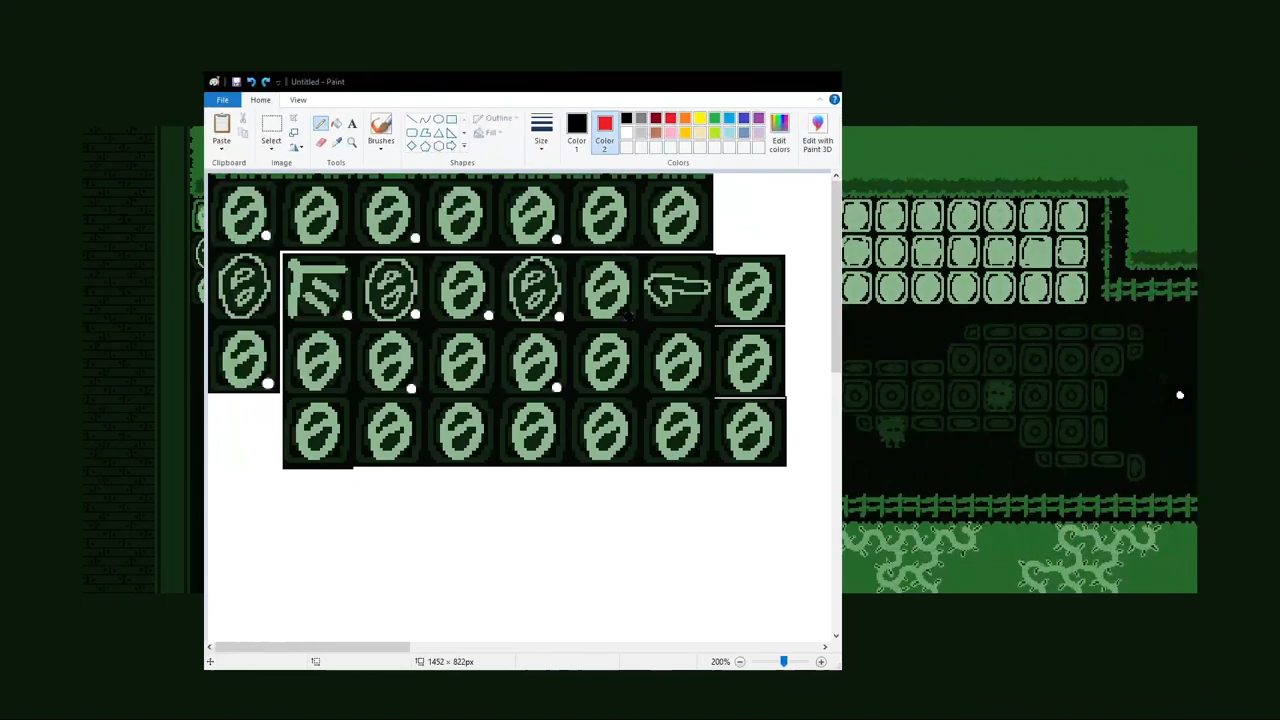 Untitled - Paint
File Home View
Paste
Select
Brushes
Outline
Fill
Size
Color 1
Color 2
Edit colors
Edit with Paint 3D
Clipboard Image Tools Shapes Colors
A
1452 × 822px
200%